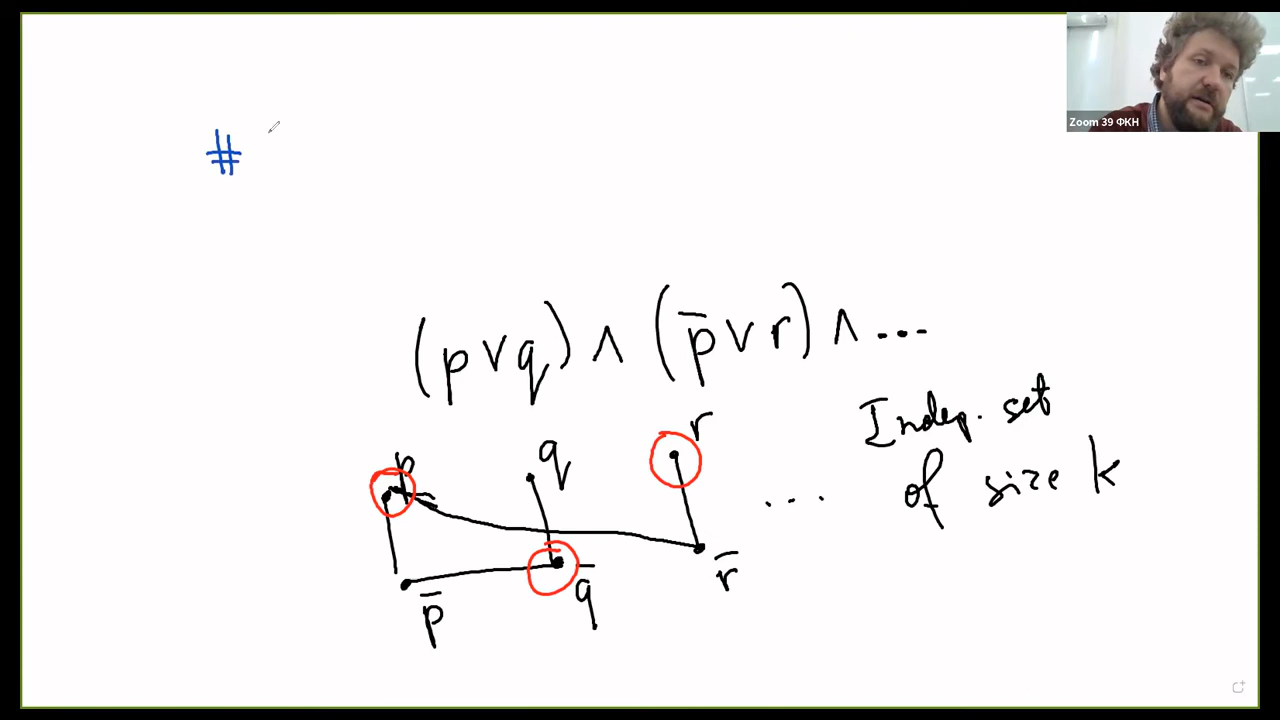 Zoom 39 ФКН
#
(p ∨ q) ∧ (p̅ ∨ r) ∧ ...
Indep. set
of size k
p q r
...
p̅ q̅ r̅